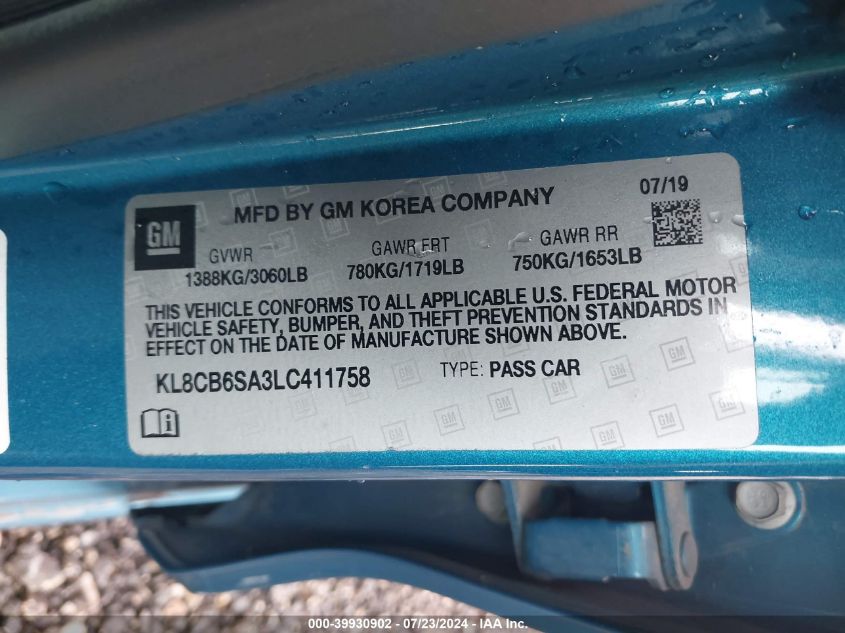 07/19
GM MFD BY GM KOREA COMPANY
GVWR GAWR FRT GAWR RR
1388KG/3060LB 780KG/1719LB 750KG/1653LB
THIS VEHICLE CONFORMS TO ALL APPLICABLE U.S. FEDERAL MOTOR
VEHICLE SAFETY, BUMPER, AND THEFT PREVENTION STANDARDS IN
EFFECT ON THE DATE OF MANUFACTURE SHOWN ABOVE.
KL8CB6SA3LC411758 TYPE: PASS CAR
000-39930902 - 07/23/2024 - IAA Inc.